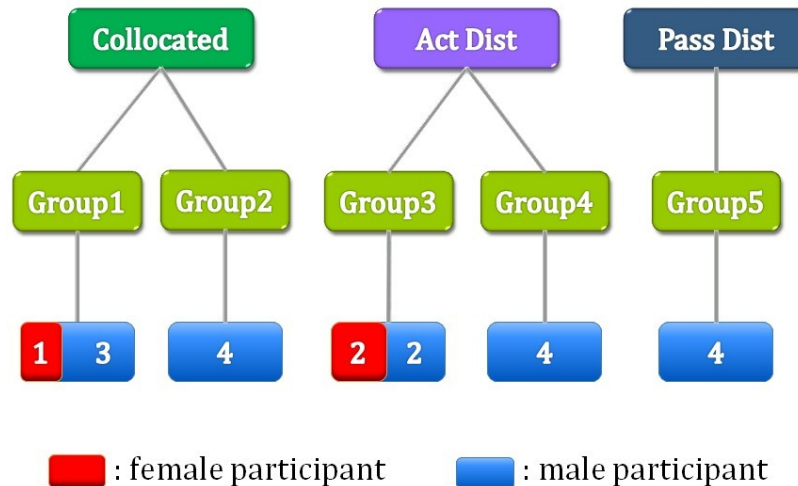 Collocated Act Dist Pass Dist
Group1 Group2 Group3 Group4 Group5
1 3 4 2 2 4 4
: female participant : male participant